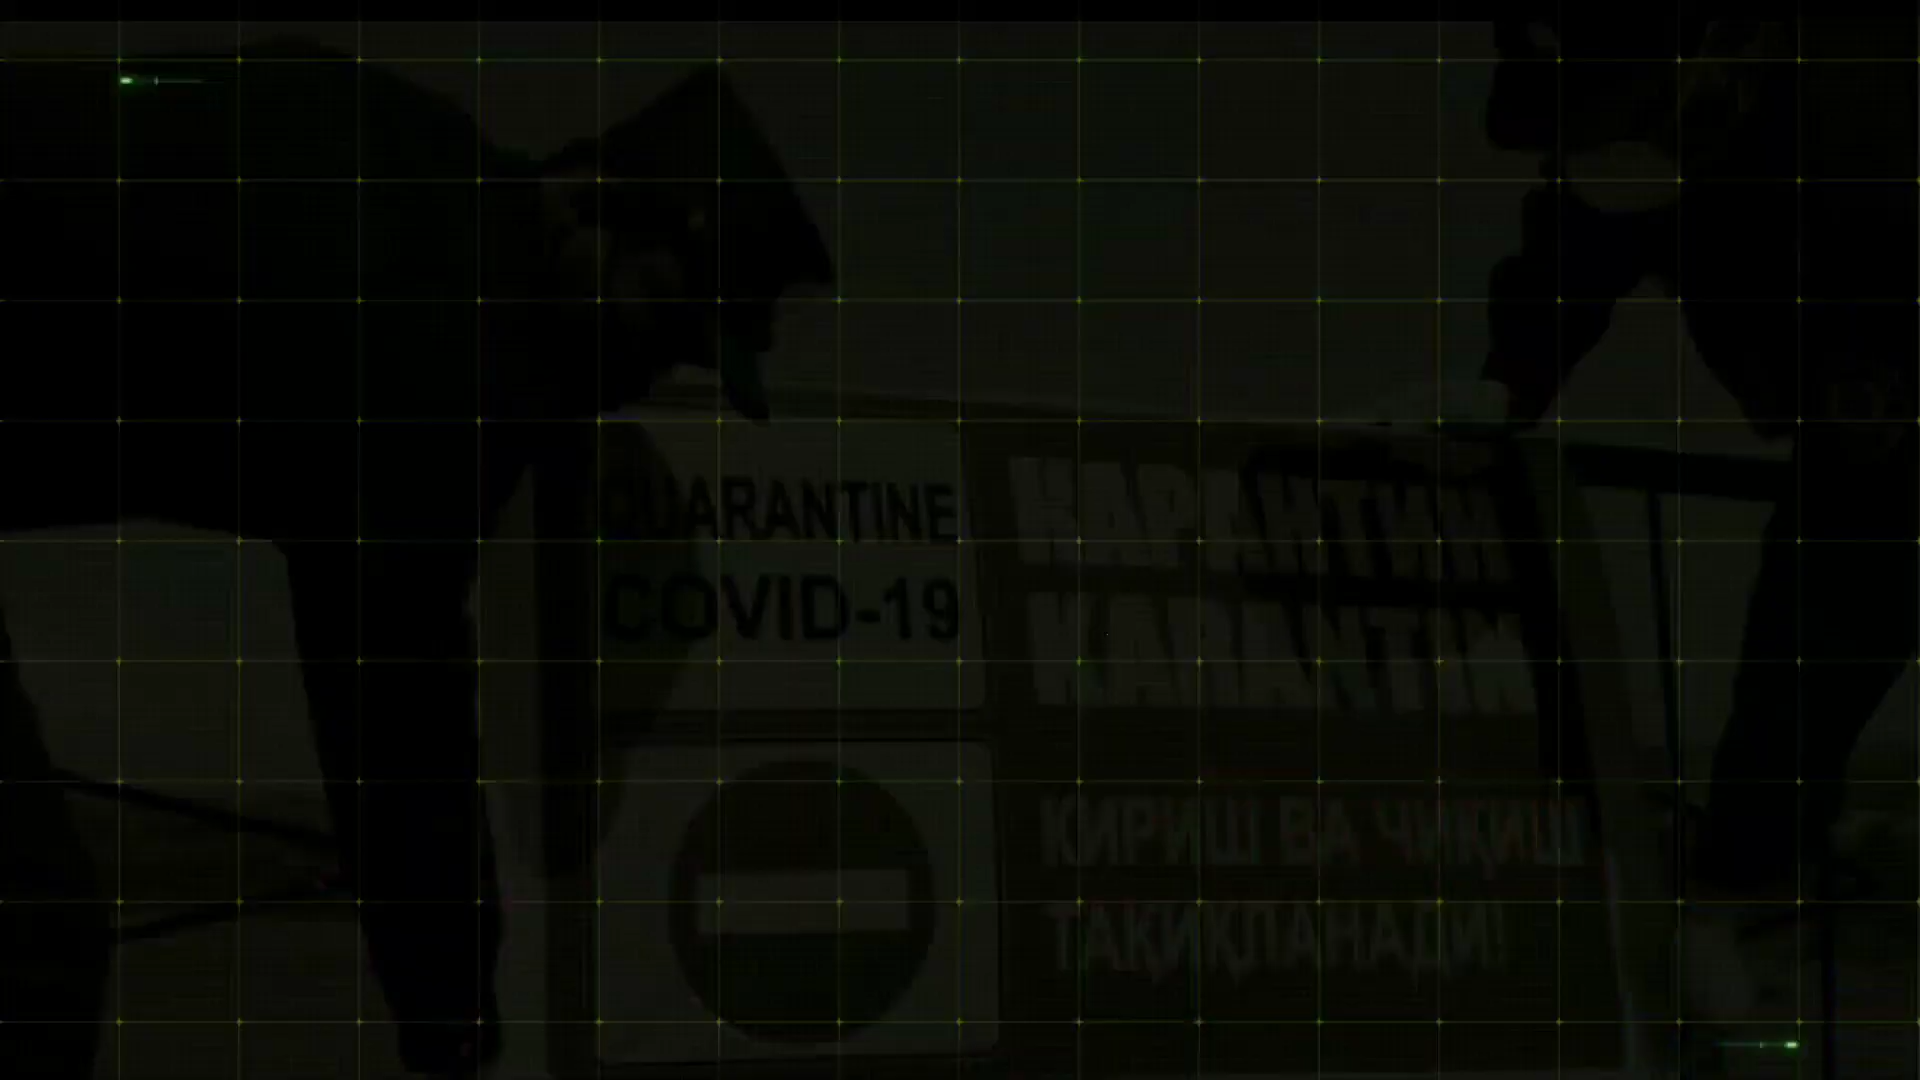 QUARANTINE
COVID-19
КАРАНТИН
KARANTIN
КИРИШ ВА ЧИҚИШ
ТАҚИҚЛАНАДИ!